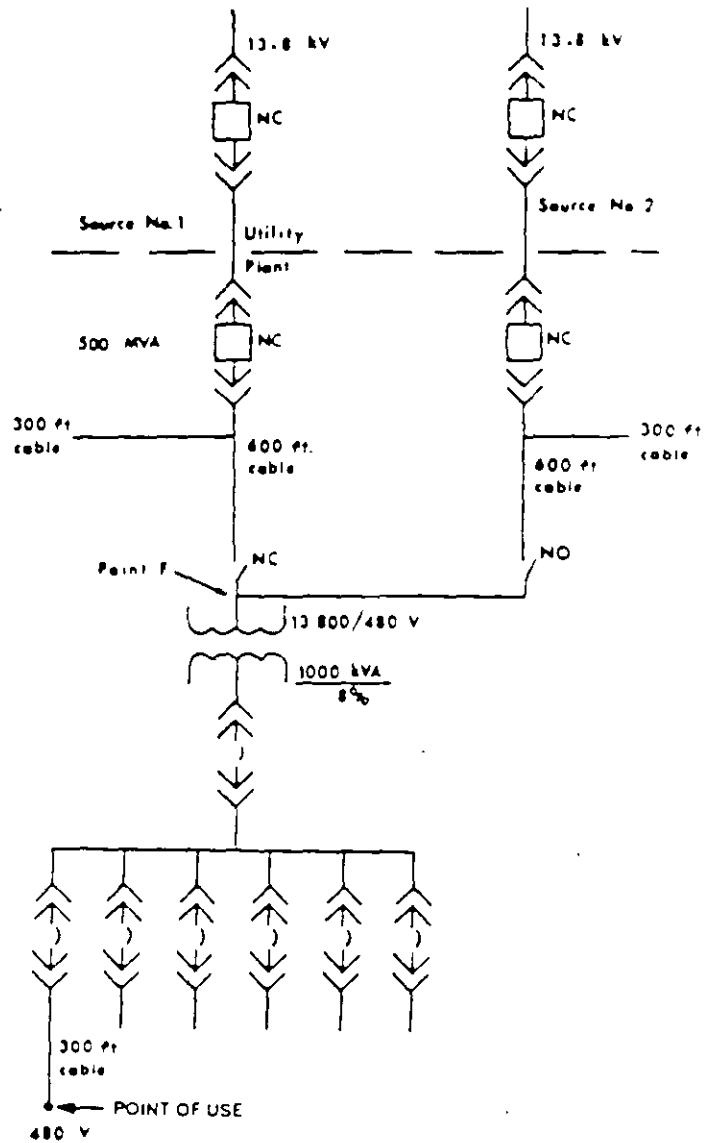 13.8 kV
13.8 kV
NC
NC
Source No. 1
Utility
Source No 2
Plant
500 MVA
NC
NC
300 ft
cable
600 ft.
cable
600 ft
cable
300 ft
cable
NC
NO
Point F
13 800/480 V
1000 kVA
8%
300 ft
cable
POINT OF USE
480 V